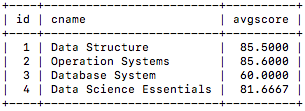 +----+-------------------------+----------+
| id | cname | avgscore |
+----+-------------------------+----------+
| 1 | Data Structure | 85.5000 |
| 2 | Operation Systems | 85.6000 |
| 3 | Database System | 60.0000 |
| 4 | Data Science Essentials | 81.6667 |
+----+-------------------------+----------+